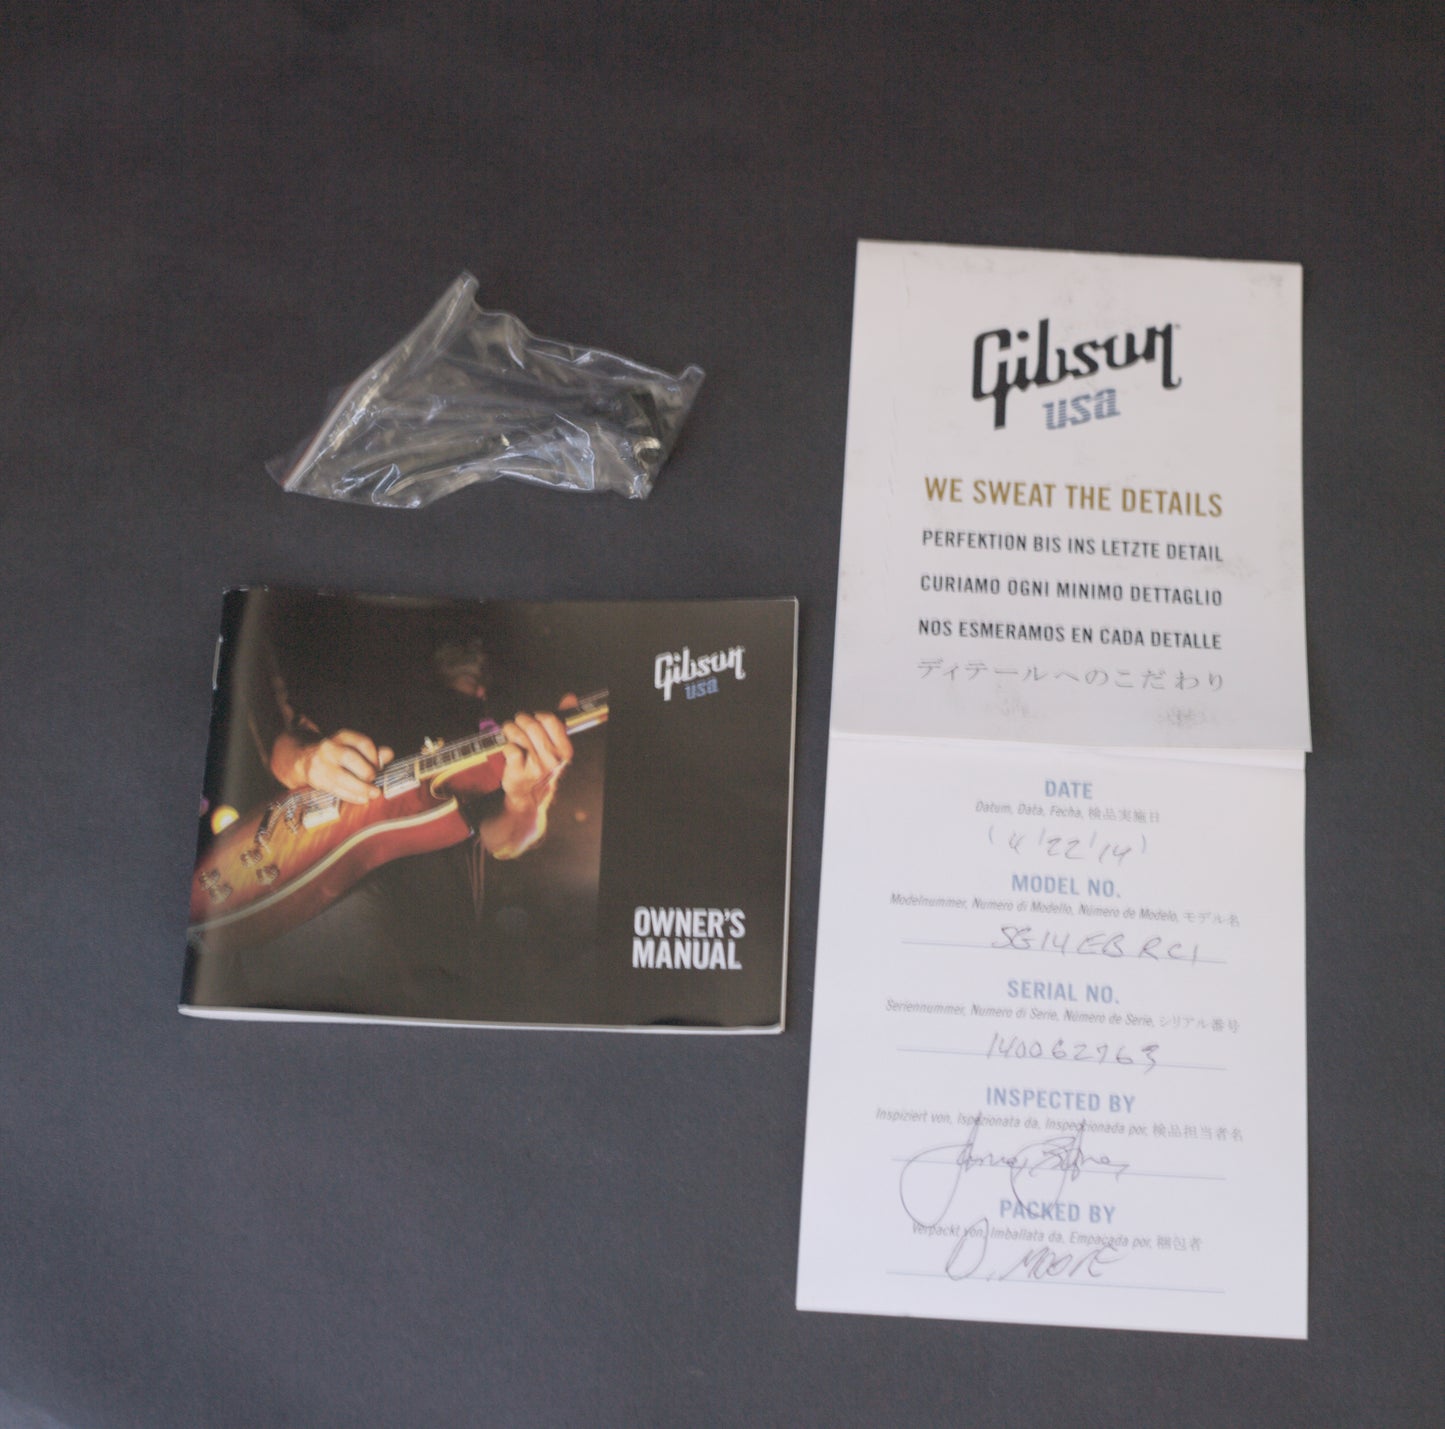 Gibson
usa
OWNER'S
MANUAL
Gibson
usa
WE SWEAT THE DETAILS
PERFEKTION BIS INS LETZTE DETAIL
CURIAMO OGNI MINIMO DETTAGLIO
NOS ESMERAMOS EN CADA DETALLE
ディテールへのこだわり
DATE
Datum, Data, Fecha, 検品実施日
(4/22/14)
MODEL NO.
Modelnummer, Numero di Modello, Número de Modelo, モデル名
SG14EBRC1
SERIAL NO.
Seriennummer, Numero di Serie, Número de Serie, シリアル番号
140062763
INSPECTED BY
Inspiziert von, Ispezionata da, Inspeccionada por, 検品担当者名
PACKED BY
Verpackt von, Imballata da, Empacada por, 梱包者
D. MOORE